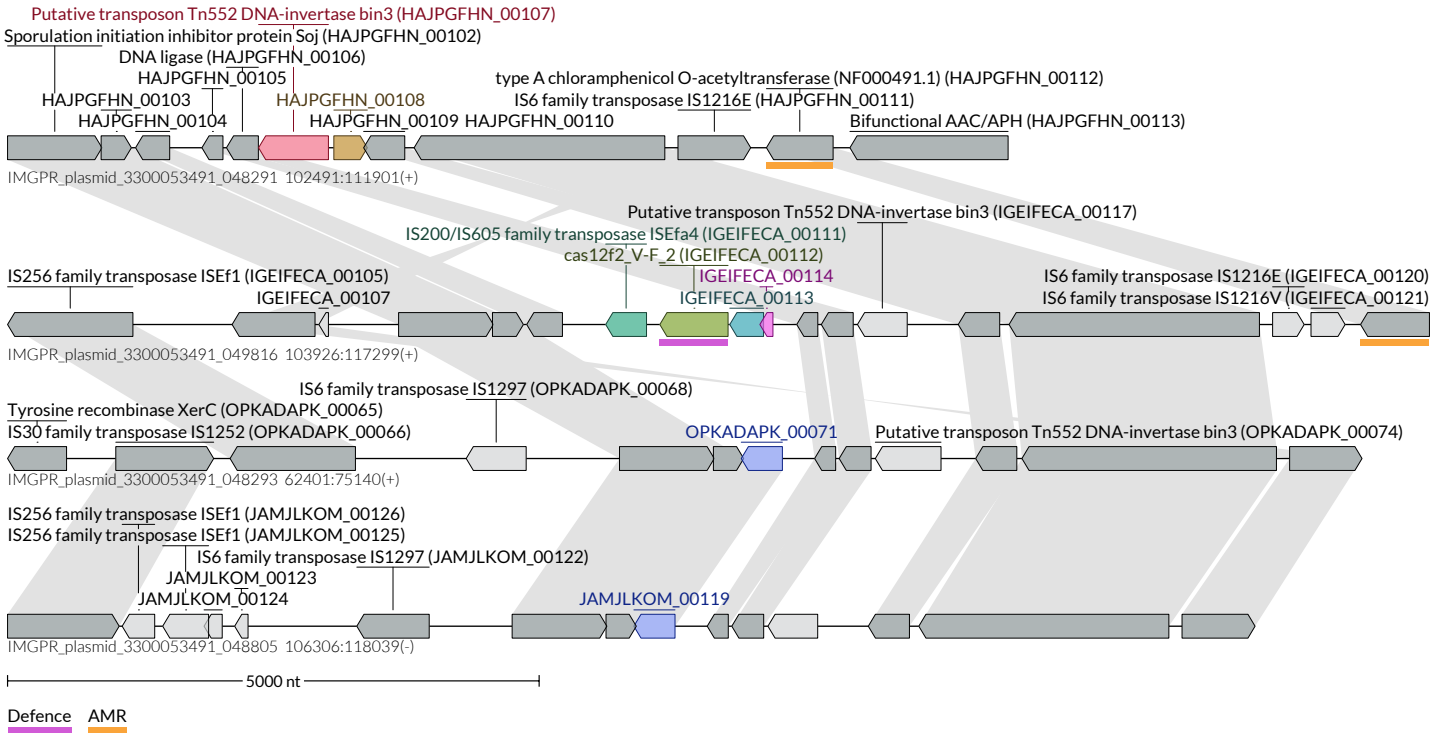 Putative transposon Tn552 DNA-invertase bin3 (HAJPGFHN_00107)
Sporulation initiation inhibitor protein Soj (HAJPGFHN_00102)
DNA ligase (HAJPGFHN_00106)
HAJPGFHN_00105
type A chloramphenicol O-acetyltransferase (NF000491.1) (HAJPGFHN_00112)
HAJPGFHN_00103
HAJPGFHN_00108
IS6 family transposase IS1216E (HAJPGFHN_00111)
HAJPGFHN_00104
HAJPGFHN_00109
HAJPGFHN_00110
Bifunctional AAC/APH (HAJPGFHN_00113)
IMGPR_plasmid_3300053491_048291 102491:111901(+)
Putative transposon Tn552 DNA-invertase bin3 (IGEIFECA_00117)
IS200/IS605 family transposase ISEfa4 (IGEIFECA_00111)
cas12f2_V-F_2 (IGEIFECA_00112)
IS256 family transposase ISEf1 (IGEIFECA_00105)
IGEIFECA_00114
IS6 family transposase IS1216E (IGEIFECA_00120)
IGEIFECA_00107
IGEIFECA_00113
IS6 family transposase IS1216V (IGEIFECA_00121)
IMGPR_plasmid_3300053491_049816 103926:117299(+)
IS6 family transposase IS1297 (OPKADAPK_00068)
Tyrosine recombinase XerC (OPKADAPK_00065)
IS30 family transposase IS1252 (OPKADAPK_00066)
OPKADAPK_00071
Putative transposon Tn552 DNA-invertase bin3 (OPKADAPK_00074)
IMGPR_plasmid_3300053491_048293 62401:75140(+)
IS256 family transposase ISEf1 (JAMJLKOM_00126)
IS256 family transposase ISEf1 (JAMJLKOM_00125)
IS6 family transposase IS1297 (JAMJLKOM_00122)
JAMJLKOM_00123
JAMJLKOM_00124
JAMJLKOM_00119
IMGPR_plasmid_3300053491_048805 106306:118039(-)
5000 nt
Defence
AMR